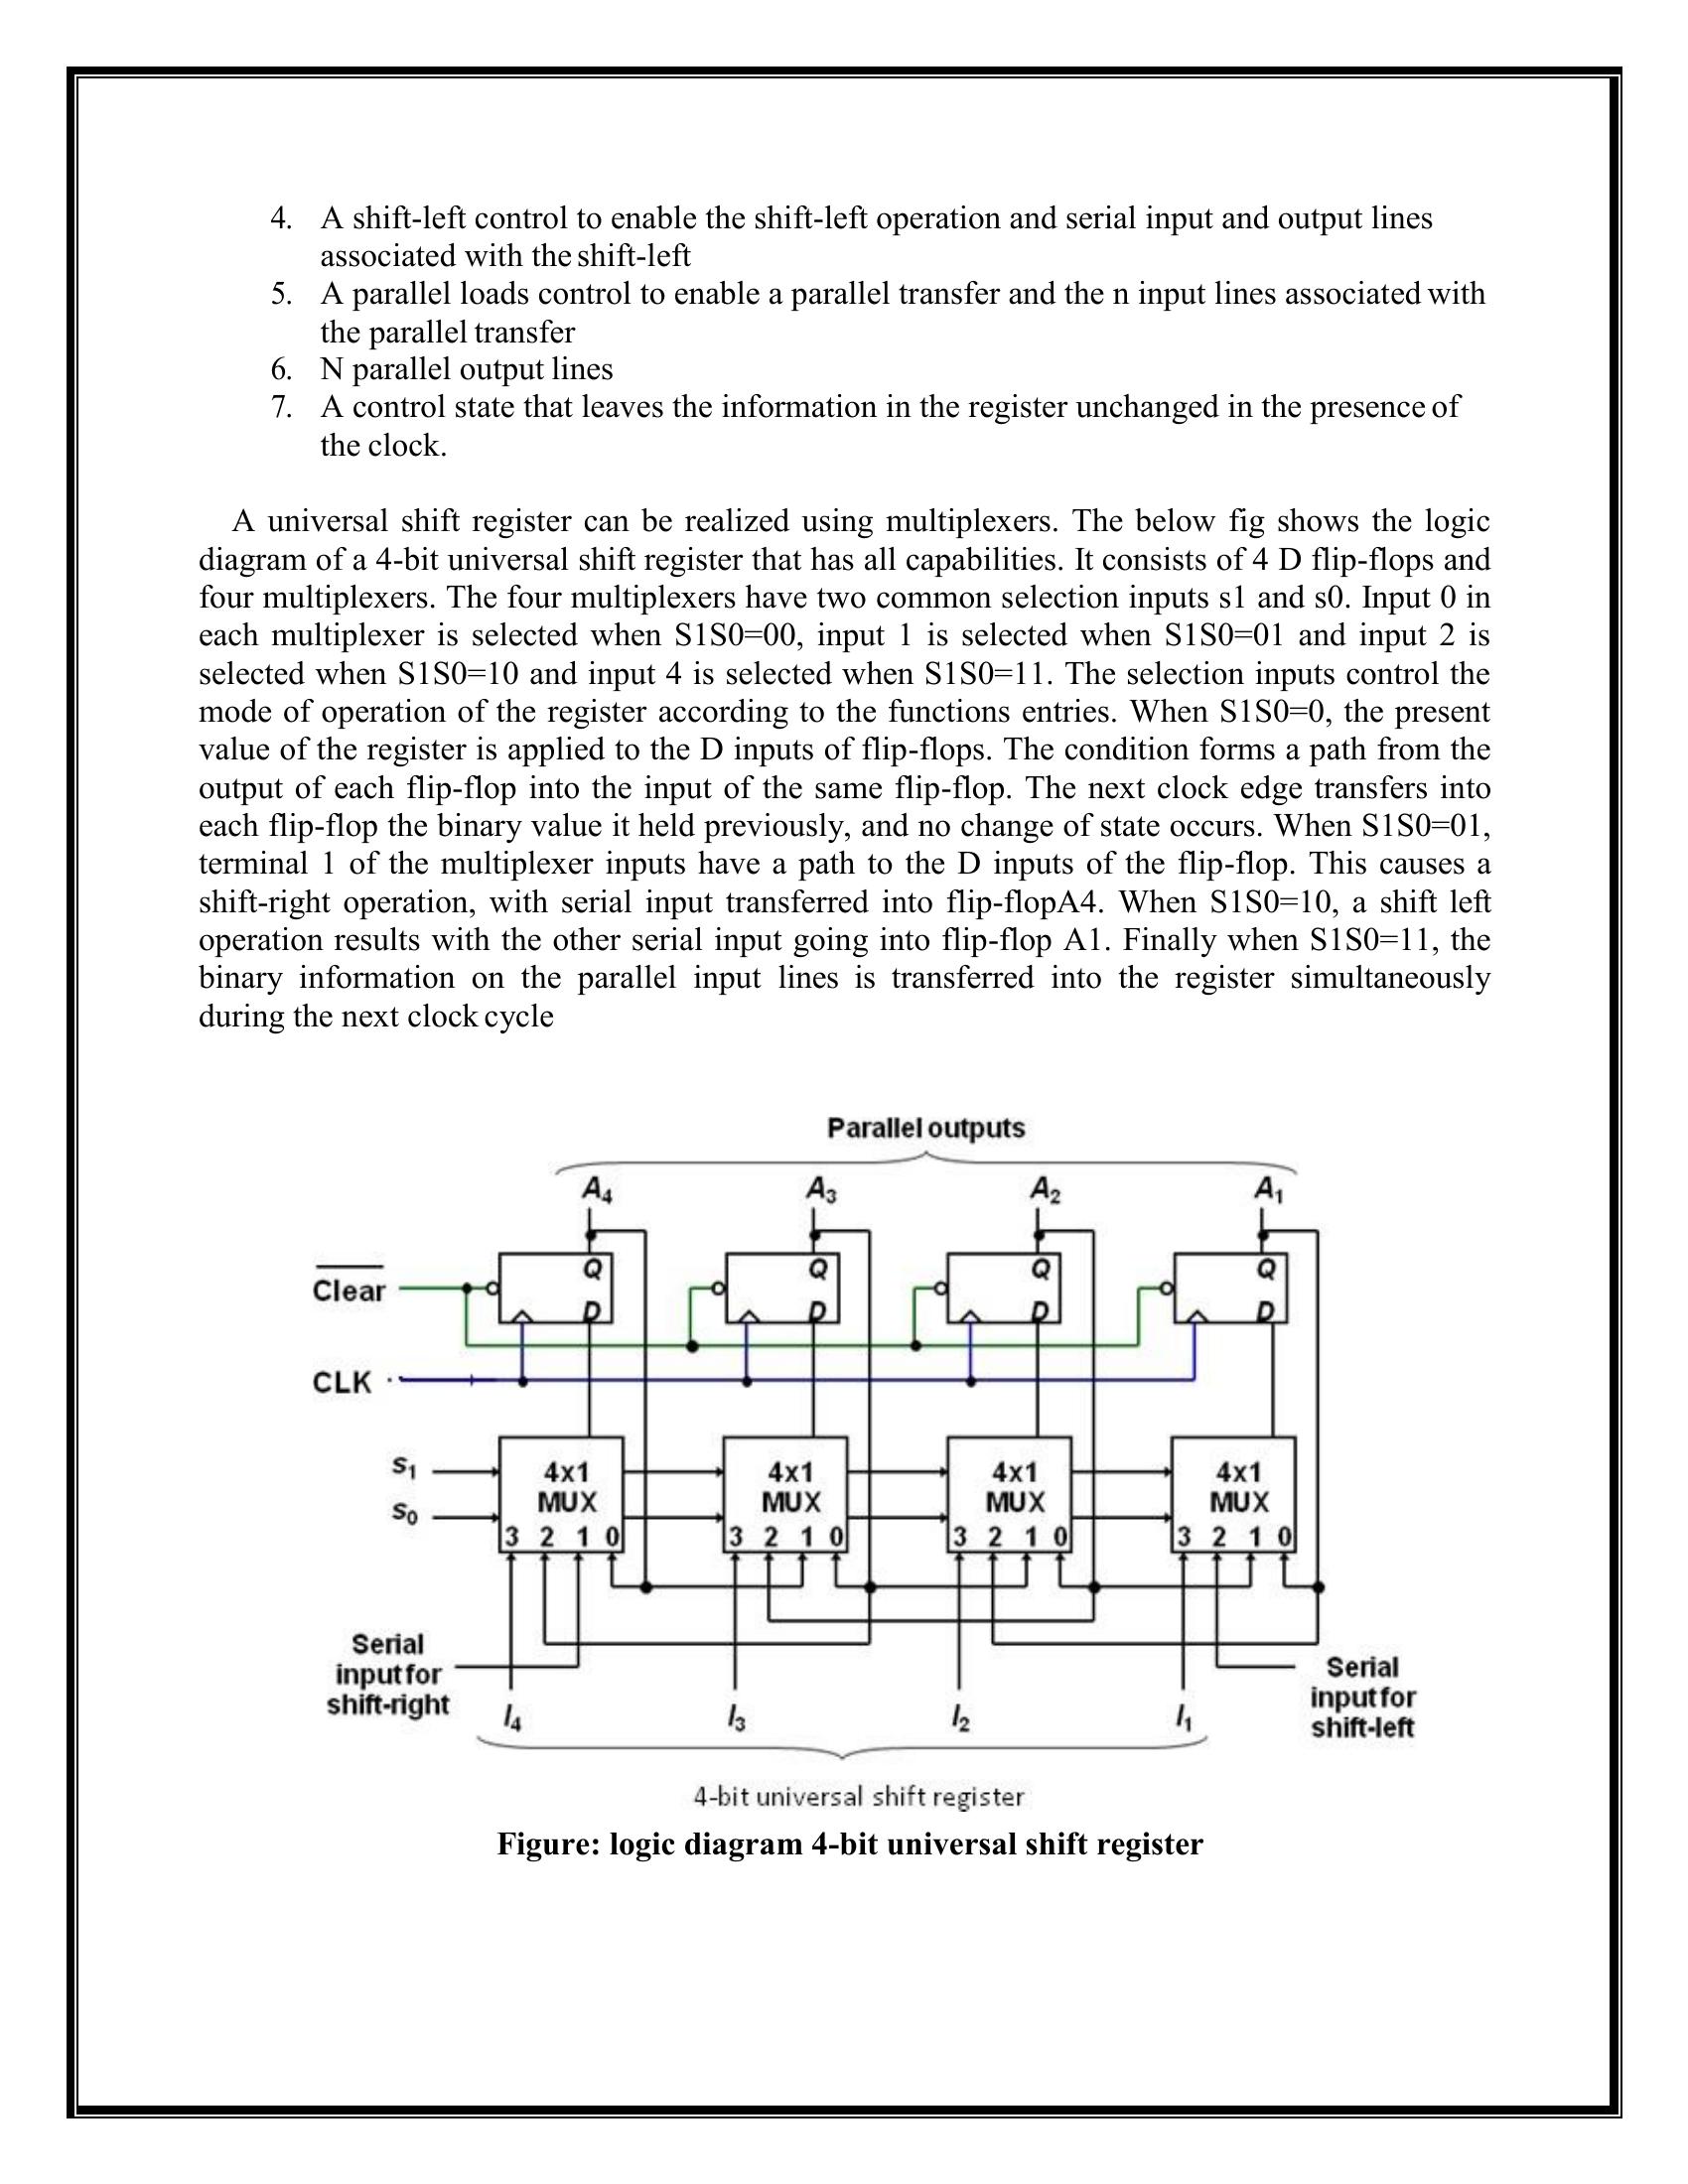 4. A shift-left control to enable the shift-left operation and serial input and output lines
associated with the shift-left
5. A parallel loads control to enable a parallel transfer and the n input lines associated with
the parallel transfer
6. N parallel output lines
7. A control state that leaves the information in the register unchanged in the presence of
the clock.
A universal shift register can be realized using multiplexers. The below fig shows the logic
diagram of a 4-bit universal shift register that has all capabilities. It consists of 4 D flip-flops and
four multiplexers. The four multiplexers have two common selection inputs s1 and s0. Input 0 in
each multiplexer is selected when S1S0=00, input 1 is selected when S1S0=01 and input 2 is
selected when S1S0=10 and input 4 is selected when S1S0=11. The selection inputs control the
mode of operation of the register according to the functions entries. When S1S0=0, the present
value of the register is applied to the D inputs of flip-flops. The condition forms a path from the
output of each flip-flop into the input of the same flip-flop. The next clock edge transfers into
each flip-flop the binary value it held previously, and no change of state occurs. When S1S0=01,
terminal 1 of the multiplexer inputs have a path to the D inputs of the flip-flop. This causes a
shift-right operation, with serial input transferred into flip-flopA4. When S1S0=10, a shift left
operation results with the other serial input going into flip-flop A1. Finally when S1S0=11, the
binary information on the parallel input lines is transferred into the register simultaneously
during the next clock cycle
Parallel outputs
A4 A3 A2 A1
Q Q Q Q
Clear
D D D D
CLK
S1 4x1 4x1 4x1 4x1
MUX MUX MUX MUX
S0
3 2 1 0 3 2 1 0 3 2 1 0 3 2 1 0
Serial
input for
shift-right
Serial
input for
shift-left
I4 I3 I2 I1
4-bit universal shift register
Figure: logic diagram 4-bit universal shift register